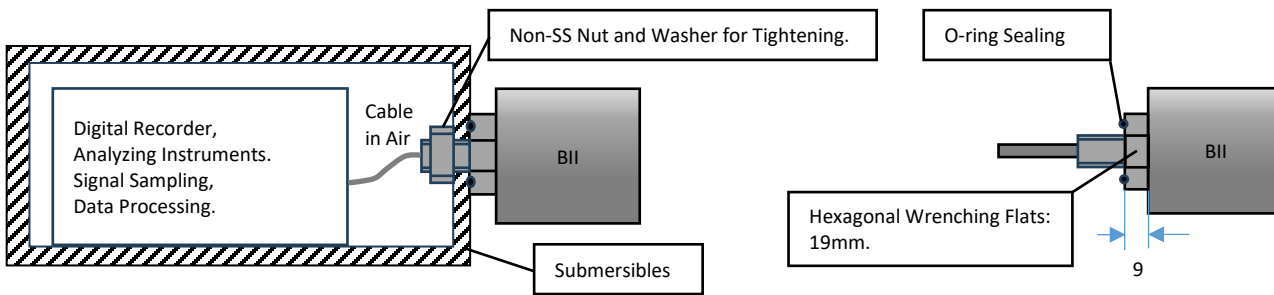 Non-SS Nut and Washer for Tightening.
O-ring Sealing
Cable
in Air
Digital Recorder,
Analyzing Instruments.
Signal Sampling,
Data Processing.
BII
BII
Hexagonal Wrenching Flats:
19mm.
Submersibles
9